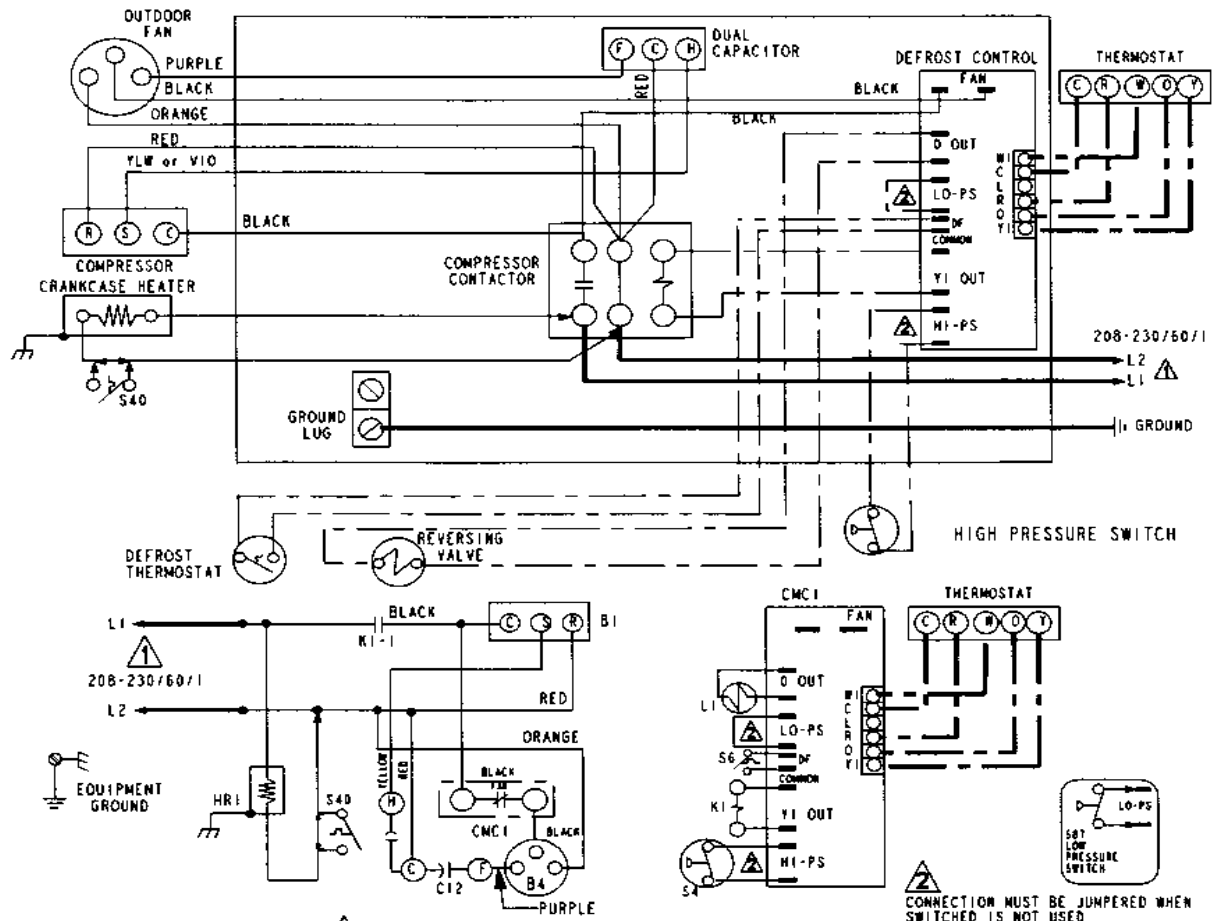 OUTDOOR
FAN
PURPLE
BLACK
ORANGE
RED
YLW or VIO
F C H
DUAL
CAPACITOR
RED
DEFROST CONTROL
FAN
BLACK
BLACK
THERMOSTAT
C R W O Y
O OUT
LO-PS
DF
COMMON
Y1 OUT
HI-PS
W1
C
L
R
O
Y1
R S C
BLACK
COMPRESSOR
CRANKCASE HEATER
COMPRESSOR
CONTACTOR
S40
208-230/60/1
L2
L1
GROUND
LUG
GROUND
HIGH PRESSURE SWITCH
DEFROST
THERMOSTAT
REVERSING
VALVE
L1
BLACK
K1-1
C S R
B1
208-230/60/1
L2
RED
ORANGE
EQUIPMENT
GROUND
HR1
S40
YELLOW
RED
H
BLACK
FAN
CMC1
BLACK
C
C12
F
B4
PURPLE
CMC1
FAN
THERMOSTAT
C R W O Y
O OUT
L1
LO-PS
S6
DF
COMMON
K1
Y1 OUT
HI-PS
S4
W1
C
L
R
O
Y1
LO-PS
S87
LOW
PRESSURE
SWITCH
2
CONNECTION MUST BE JUMPERED WHEN
SWITCHED IS NOT USED